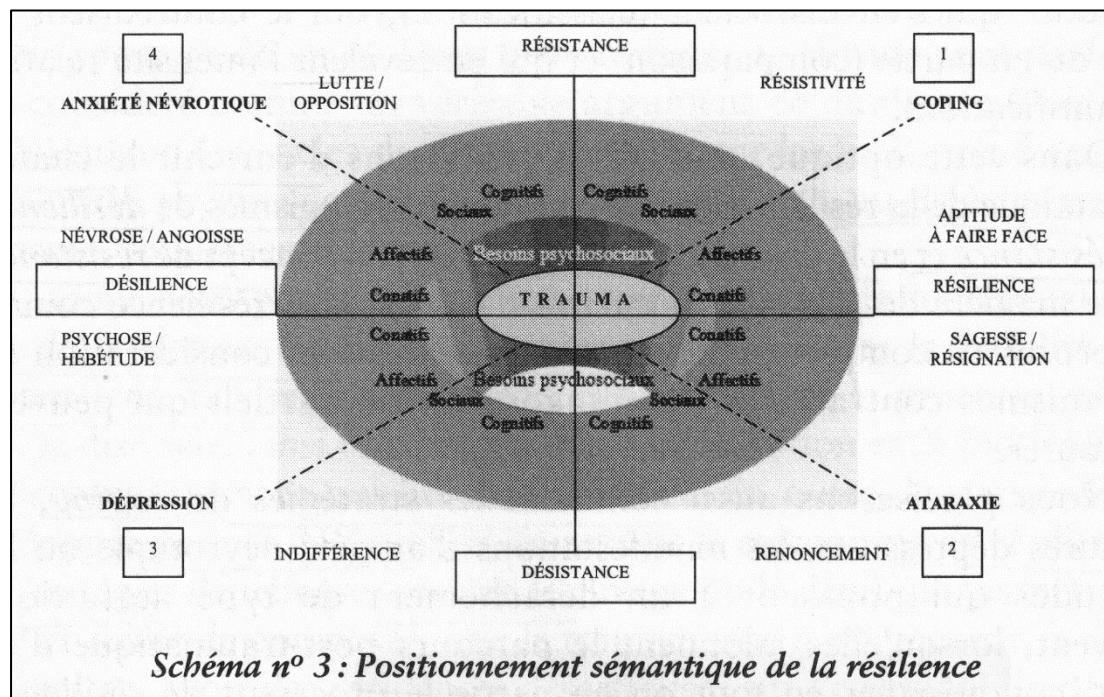 4
RÉSISTANCE
1
LUTTE /
OPPOSITION
RÉSISTIVITÉ
ANXIÉTÉ NÉVROTIQUE
COPING
Cognitifs Cognitifs
Sociaux Sociaux
NÉVROSE / ANGOISSE
APTITUDE
À FAIRE FACE
Affectifs Besoins psychosociaux Affectifs
DÉSILIENCE
RÉSILIENCE
Conatifs TRAUMA Conatifs
PSYCHOSE /
HÉBÉTUDE
Conatifs Conatifs
SAGESSE /
RÉSIGNATION
Affectifs Besoins psychosociaux Affectifs
Sociaux Sociaux
Cognitifs Cognitifs
DÉPRESSION
ATARAXIE
3
INDIFFÉRENCE
DÉSISTANCE
RENONCEMENT
2
Schéma nº 3 : Positionnement sémantique de la résilience